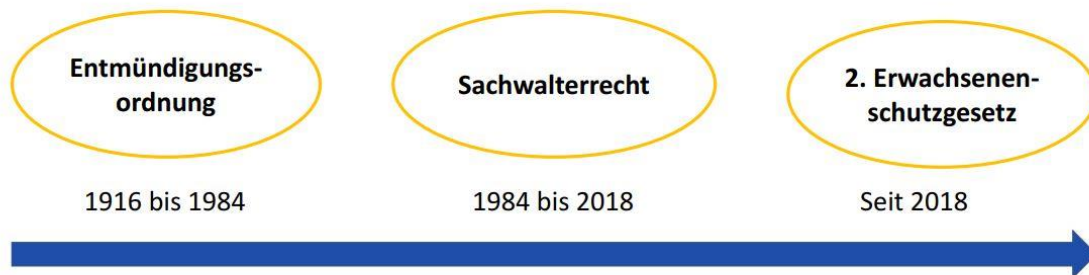 Entmündigungs-
ordnung
Sachwalterrecht
2. Erwachsenen-
schutzgesetz
1916 bis 1984
1984 bis 2018
Seit 2018